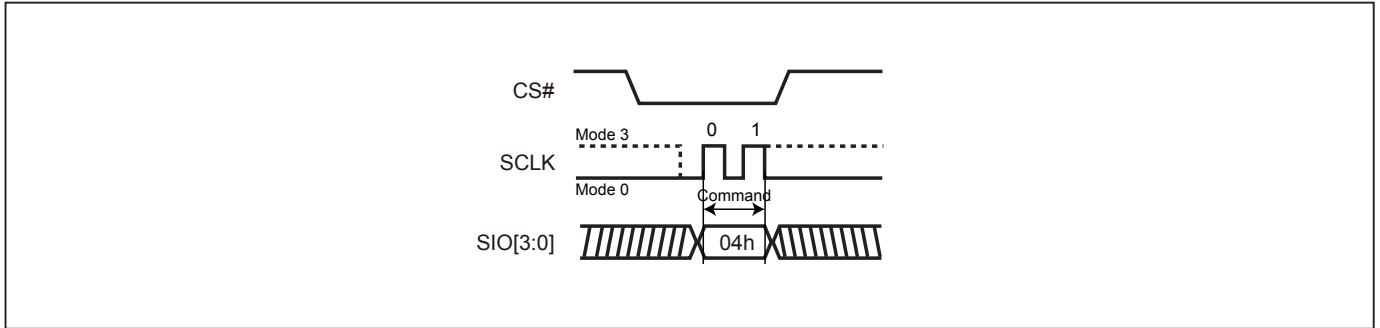 CS#
Mode 3
0 1
SCLK
Mode 0
Command
SIO[3:0]
04h